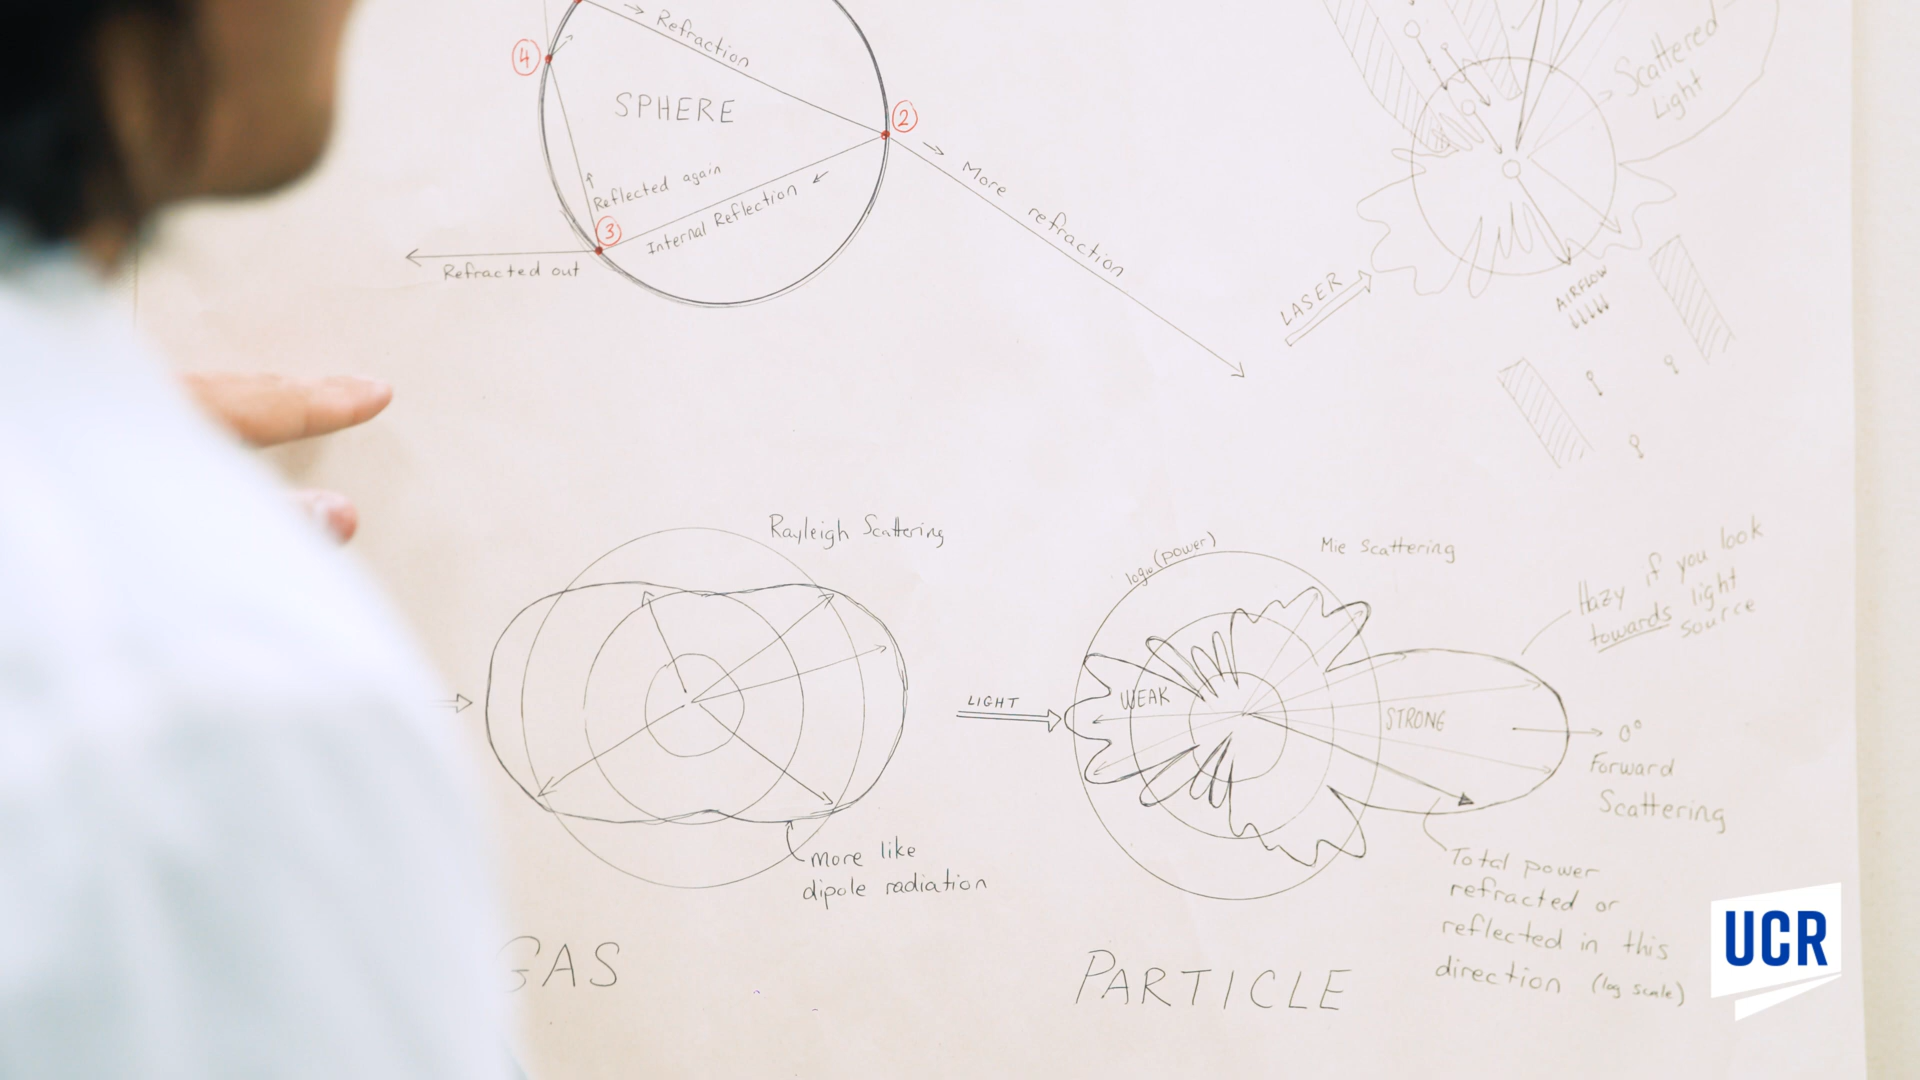 Refraction
4
SPHERE
2
Reflected again
Internal Reflection
3
Refracted out
More refraction
Scattered
Light
LASER
AIRFLOW
Rayleigh Scattering
More like
dipole radiation
GAS
log10(power)
Mie Scattering
LIGHT
WEAK
STRONG
Hazy if you look
towards light
source
0°
Forward
Scattering
Total power
refracted or
reflected in this
direction (log scale)
PARTICLE
UCR